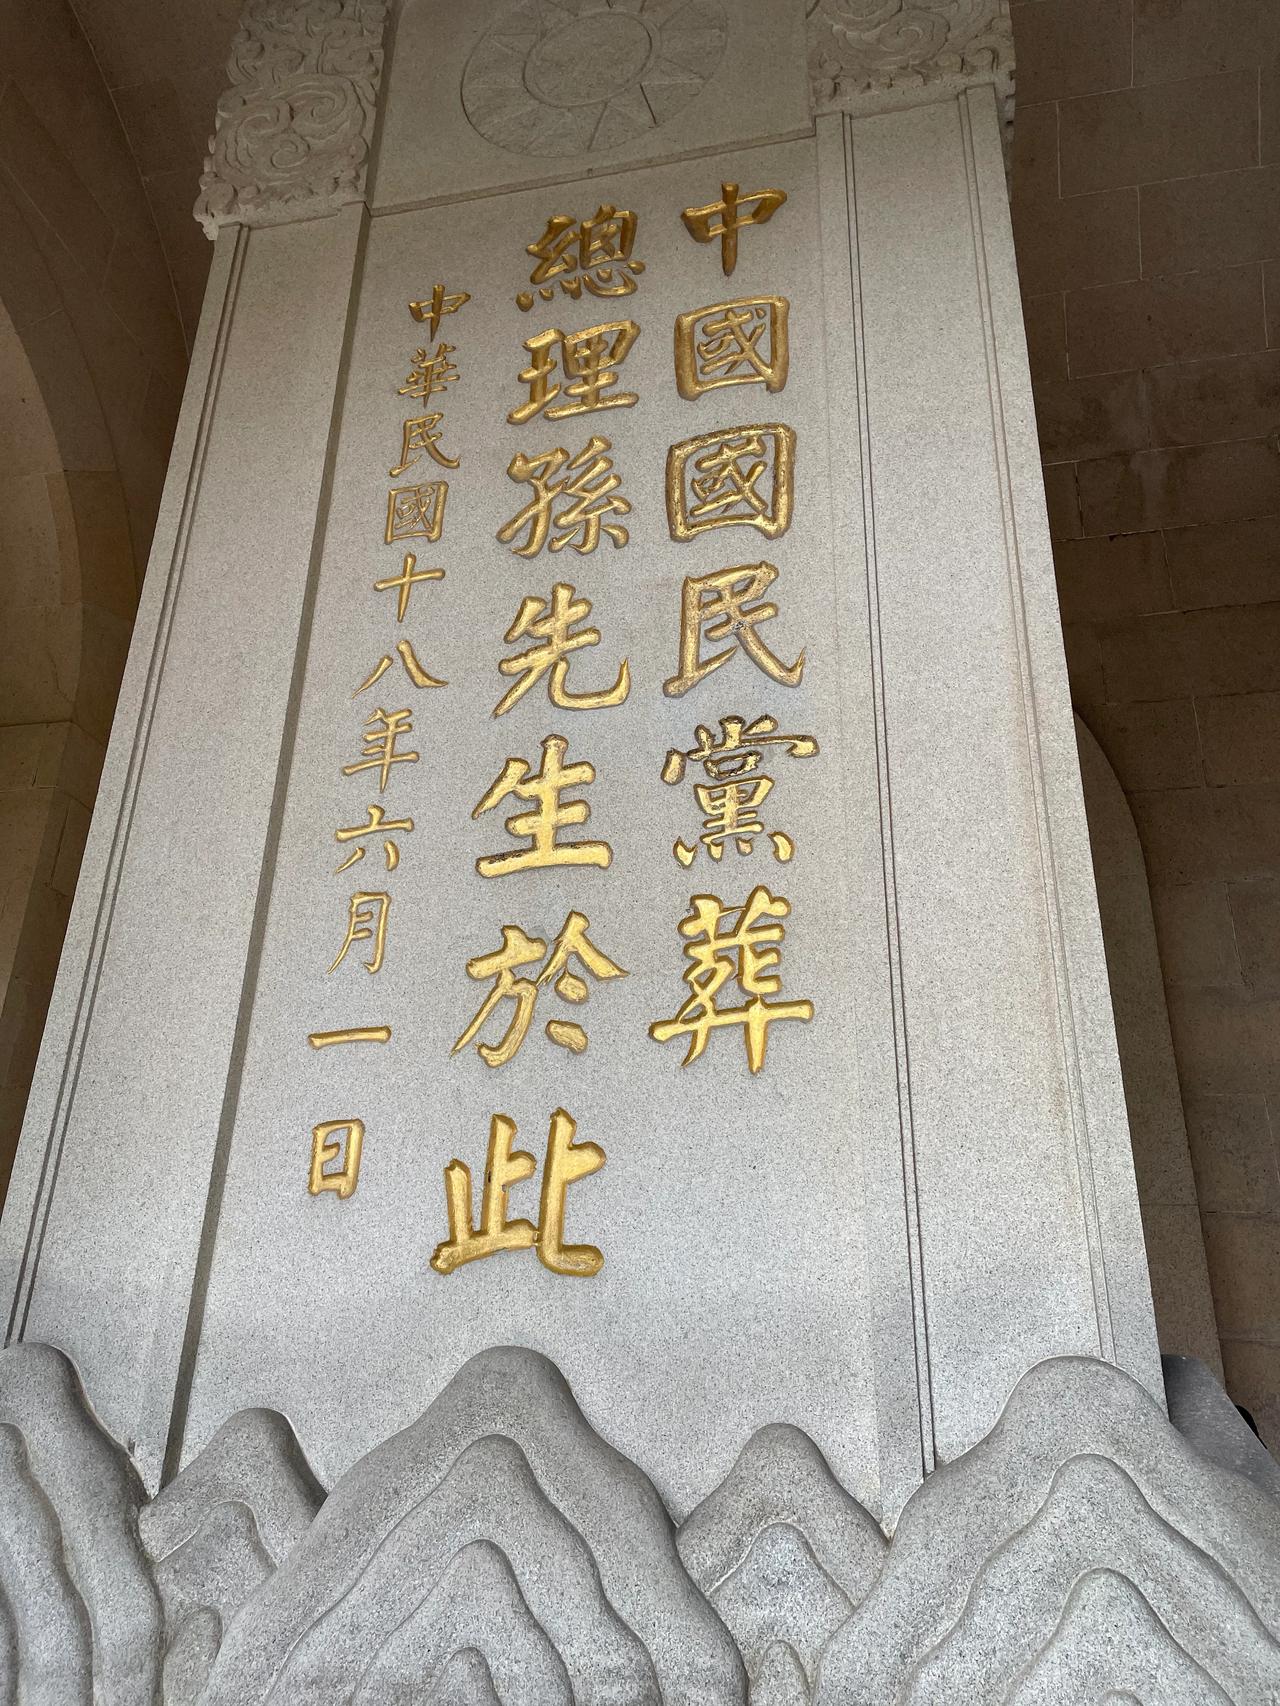 中國國民黨葬
總理孫先生於此
中華民國十八年六月一日